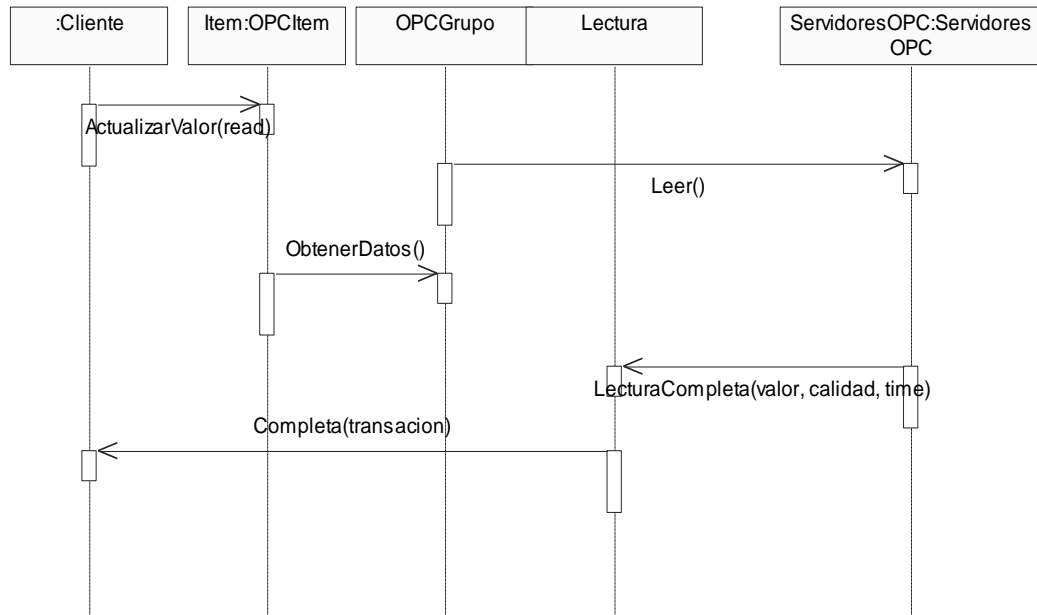 :Cliente
Item:OPCItem
OPCGrupo
Lectura
ServidoresOPC:Servidores
OPC
ActualizarValor(read)
Leer()
ObtenerDatos()
LecturaCompleta(valor, calidad, time)
Completa(transacion)